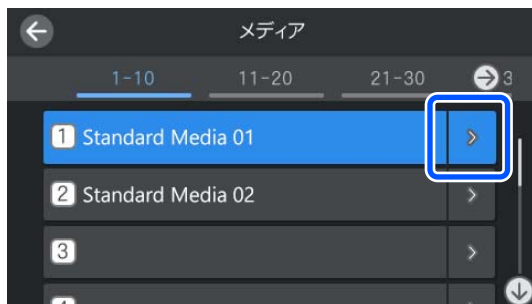 メディア
1-10 11-20 21-30 3
1 Standard Media 01
2 Standard Media 02
3